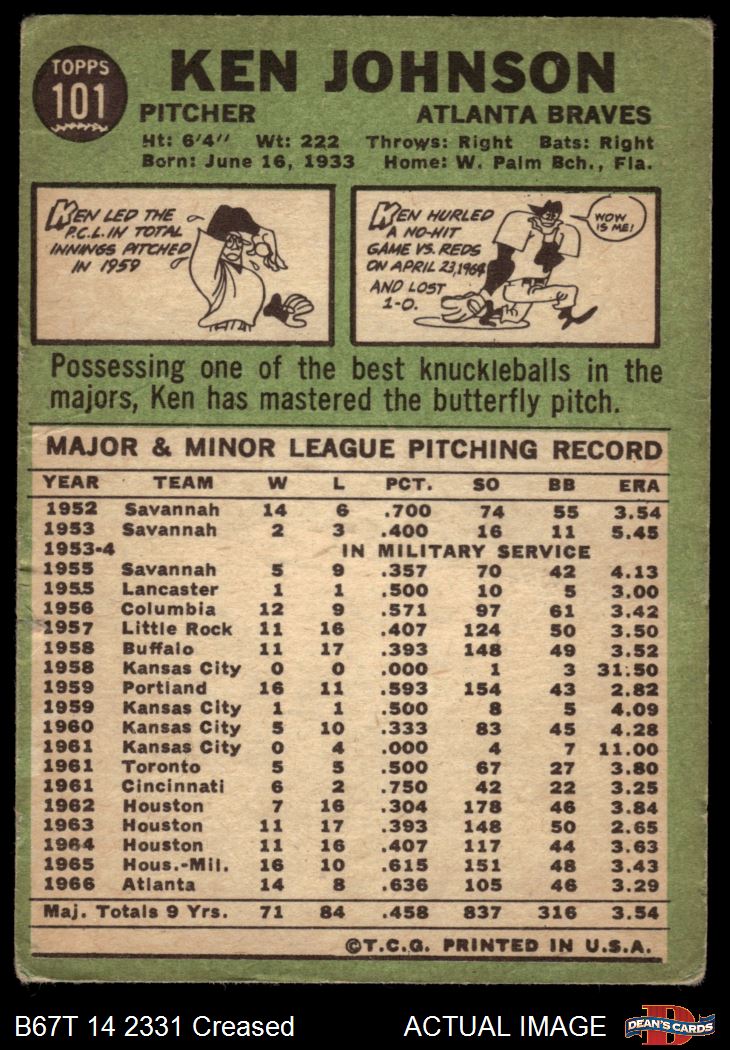 TOPPS
101
KEN JOHNSON
PITCHER ATLANTA BRAVES
Ht: 6'4" Wt: 222 Throws: Right Bats: Right
Born: June 16, 1933 Home: W. Palm Bch., Fla.
KEN LED THE
P.C.L. IN TOTAL
INNINGS PITCHED
IN 1959
KEN HURLED
A NO-HIT
GAME VS. REDS
ON APRIL 23, 1964
AND LOST
1-0.
WOW
IS ME!
Possessing one of the best knuckleballs in the
majors, Ken has mastered the butterfly pitch.
MAJOR & MINOR LEAGUE PITCHING RECORD
YEAR TEAM W L PCT. SO BB ERA
1952 Savannah 14 6 .700 74 55 3.54
1953 Savannah 2 3 .400 16 11 5.45
1953-4 IN MILITARY SERVICE
1955 Savannah 5 9 .357 70 42 4.13
1955 Lancaster 1 1 .500 10 5 3.00
1956 Columbia 12 9 .571 97 61 3.42
1957 Little Rock 11 16 .407 124 50 3.50
1958 Buffalo 11 17 .393 148 49 3.52
1958 Kansas City 0 0 .000 1 3 31.50
1959 Portland 16 11 .593 154 43 2.82
1959 Kansas City 1 1 .500 8 5 4.09
1960 Kansas City 5 10 .333 83 45 4.28
1961 Kansas City 0 4 .000 4 7 11.00
1961 Toronto 5 5 .500 67 27 3.80
1961 Cincinnati 6 2 .750 42 22 3.25
1962 Houston 7 16 .304 178 46 3.84
1963 Houston 11 17 .393 148 50 2.65
1964 Houston 11 16 .407 117 44 3.63
1965 Hous.-Mil. 16 10 .615 151 48 3.43
1966 Atlanta 14 8 .636 105 46 3.29
Maj. Totals 9 Yrs. 71 84 .458 837 316 3.54
©T.C.G. PRINTED IN U.S.A.
B67T 14 2331 Creased ACTUAL IMAGE
DEAN'S CARDS